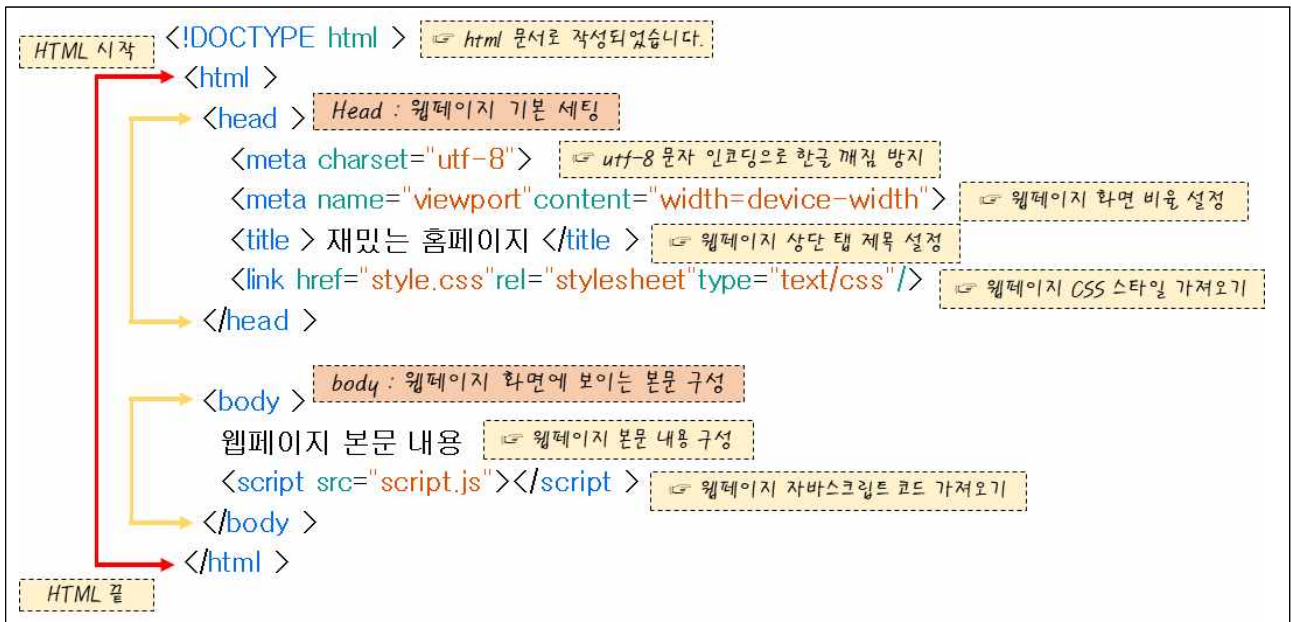 HTML 시작 <!DOCTYPE html > ☞ html 문서로 작성되었습니다.
<html >
<head > Head : 웹페이지 기본 세팅
<meta charset="utf-8"> ☞ utf-8 문자 인코딩으로 한글 깨짐 방지
<meta name="viewport"content="width=device-width"> ☞ 웹페이지 화면 비율 설정
<title > 재밌는 홈페이지 </title > ☞ 웹페이지 상단 탭 제목 설정
<link href="style.css"rel="stylesheet"type="text/css"/> ☞ 웹페이지 CSS 스타일 가져오기
</head >
<body > body : 웹페이지 화면에 보이는 본문 구성
웹페이지 본문 내용 ☞ 웹페이지 본문 내용 구성
<script src="script.js"></script > ☞ 웹페이지 자바스크립트 코드 가져오기
</body >
</html >
HTML 끝